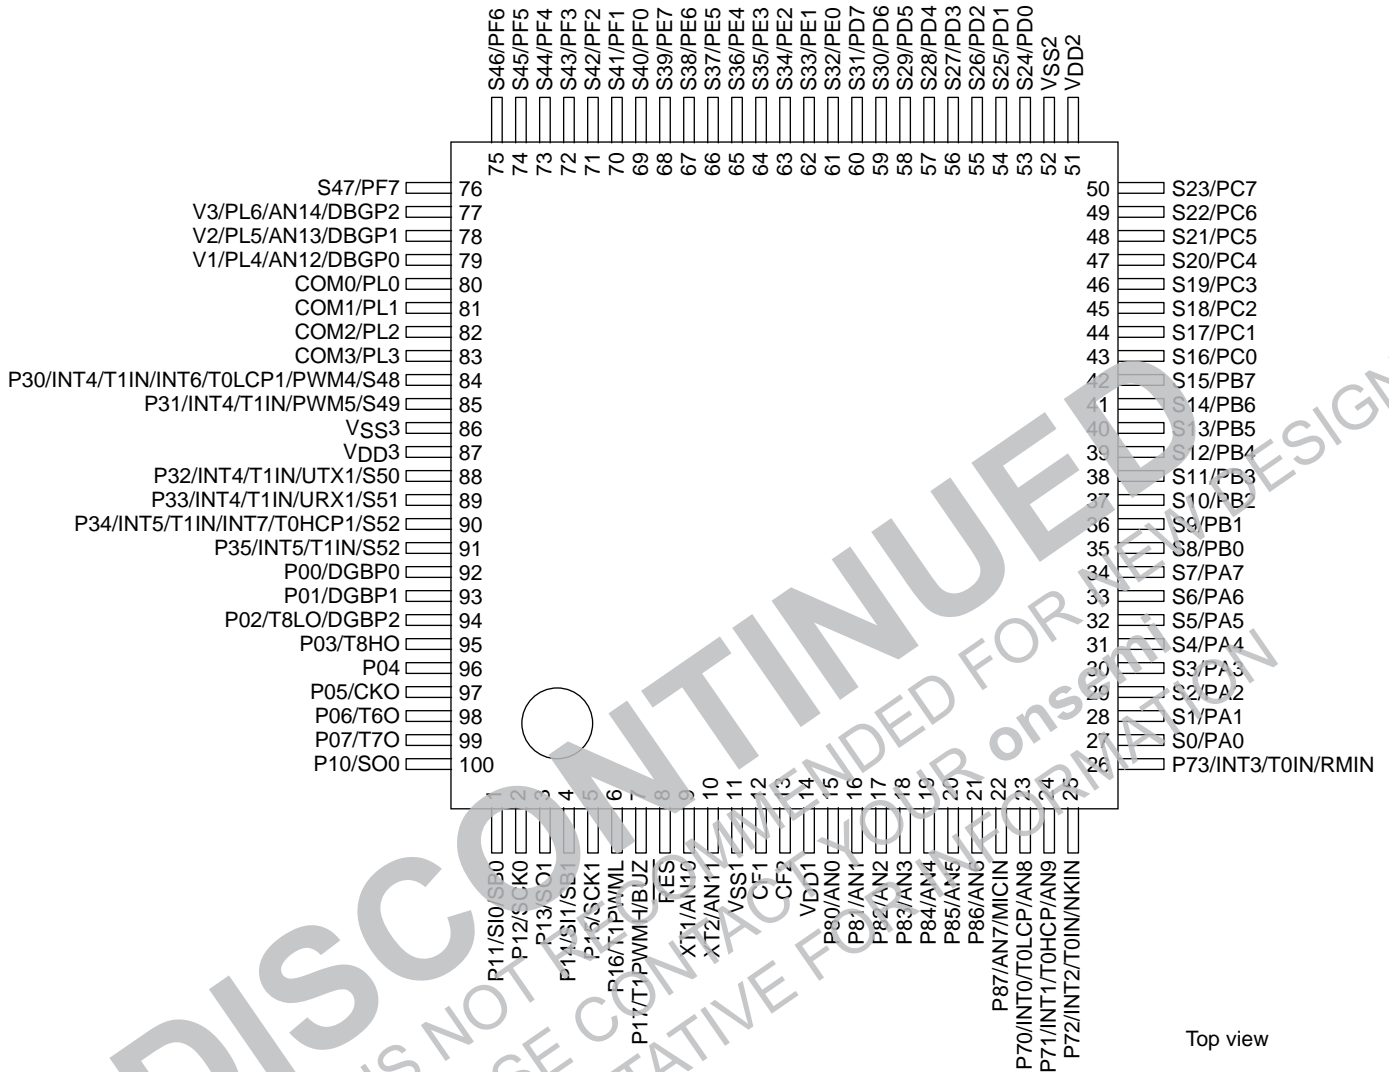 S46/PF6
S45/PF5
S44/PF4
S43/PF3
S42/PF2
S41/PF1
S40/PF0
S39/PE7
S38/PE6
S37/PE5
S36/PE4
S35/PE3
S34/PE2
S33/PE1
S32/PE0
S31/PD7
S30/PD6
S29/PD5
S28/PD4
S27/PD3
S26/PD2
S25/PD1
S24/PD0
VSS2
VDD2
75
74
73
72
71
70
69
68
67
66
65
64
63
62
61
60
59
58
57
56
55
54
53
52
51
S47/PF7 76
V3/PL6/AN14/DBGP2 77
V2/PL5/AN13/DBGP1 78
V1/PL4/AN12/DBGP0 79
COM0/PL0 80
COM1/PL1 81
COM2/PL2 82
COM3/PL3 83
P30/INT4/T1IN/INT6/T0LCP1/PWM4/S48 84
P31/INT4/T1IN/PWM5/S49 85
VSS3 86
VDD3 87
P32/INT4/T1IN/UTX1/S50 88
P33/INT4/T1IN/URX1/S51 89
P34/INT5/T1IN/INT7/T0HCP1/S52 90
P35/INT5/T1IN/S52 91
P00/DGBP0 92
P01/DGBP1 93
P02/T8LO/DGBP2 94
P03/T8HO 95
P04 96
P05/CKO 97
P06/T6O 98
P07/T7O 99
P10/SO0 100
50 S23/PC7
49 S22/PC6
48 S21/PC5
47 S20/PC4
46 S19/PC3
45 S18/PC2
44 S17/PC1
43 S16/PC0
42 S15/PB7
41 S14/PB6
40 S13/PB5
39 S12/PB4
38 S11/PB3
37 S10/PB2
36 S9/PB1
35 S8/PB0
34 S7/PA7
33 S6/PA6
32 S5/PA5
31 S4/PA4
30 S3/PA3
29 S2/PA2
28 S1/PA1
27 S0/PA0
26 P73/INT3/T0IN/RMIN
1
2
3
4
5
6
7
8
9
10
11
12
13
14
15
16
17
18
19
20
21
22
23
24
25
P11/SI0/SB0
P12/SCK0
P13/SO1
P14/SI1/SB1
P15/SCK1
P16/T1PWML
P17/T1PWMH/BUZ
RES
XT1/AN10
XT2/AN11
VSS1
CF1
CF2
VDD1
P80/AN0
P81/AN1
P82/AN2
P83/AN3
P84/AN4
P85/AN5
P86/AN6
P87/AN7/MICIN
P70/INT0/T0LCP/AN8
P71/INT1/T0HCP/AN9
P72/INT2/T0IN/NKIN
Top view
DISCONTINUED
IS NOT RECOMMENDED FOR NEW DESIGN
SE CONTACT YOUR onsemi
TATIVE FOR INFORMATION